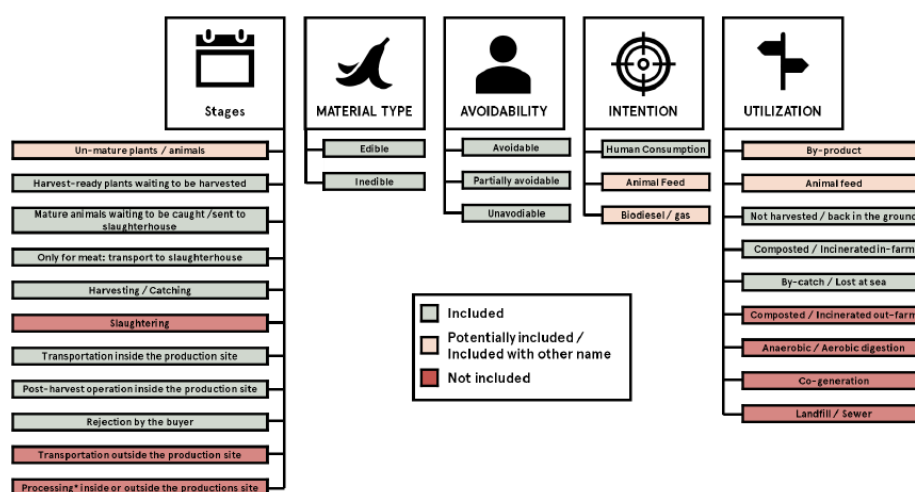 Stages
MATERIAL TYPE
AVOIDABILITY
INTENTION
UTILIZATION
Un-mature plants / animals
Harvest-ready plants waiting to be harvested
Mature animals waiting to be caught /sent to
slaughterhouse
Only for meat: transport to slaughterhouse
Harvesting / Catching
Slaughtering
Transportation inside the production site
Post-harvest operation inside the production site
Rejection by the buyer
Transportation outside the production site
Processing* inside or outside the productions site
Edible
Inedible
Avoidable
Partially avoidable
Unavodiable
Human Consumption
Animal Feed
Biodiesel / gas
By-product
Animal feed
Not harvested / back in the ground
Composted / Incinerated in-farm
By-catch / Lost at sea
Composted / Incinerated out-farm
Anaerobic / Aerobic digestion
Co-generation
Landfill / Sewer
Included
Potentially included /
Included with other name
Not included